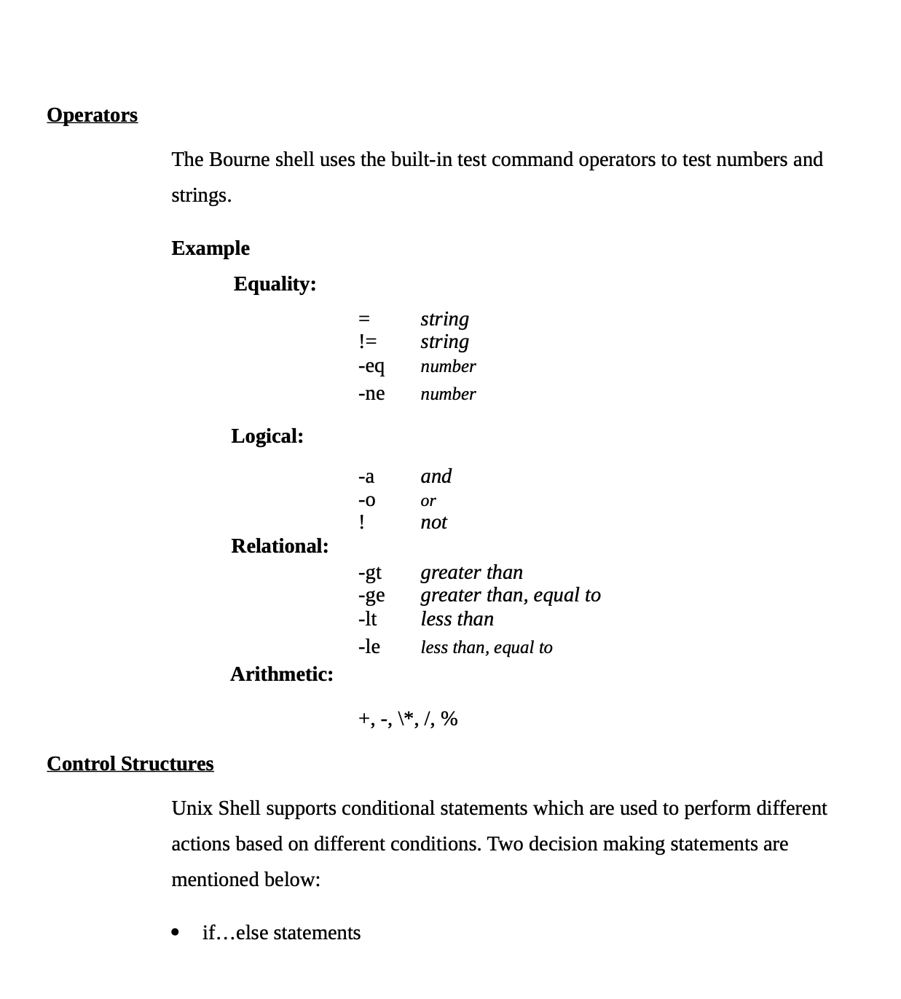 Operators
The Bourne shell uses the built-in test command operators to test numbers and
strings.
Example
Equality:
= string
!= string
-eq number
-ne number
Logical:
-a and
-o or
! not
Relational:
-gt greater than
-ge greater than, equal to
-lt less than
-le less than, equal to
Arithmetic:
+, -, \*, /, %
Control Structures
Unix Shell supports conditional statements which are used to perform different
actions based on different conditions. Two decision making statements are
mentioned below:
• if…else statements